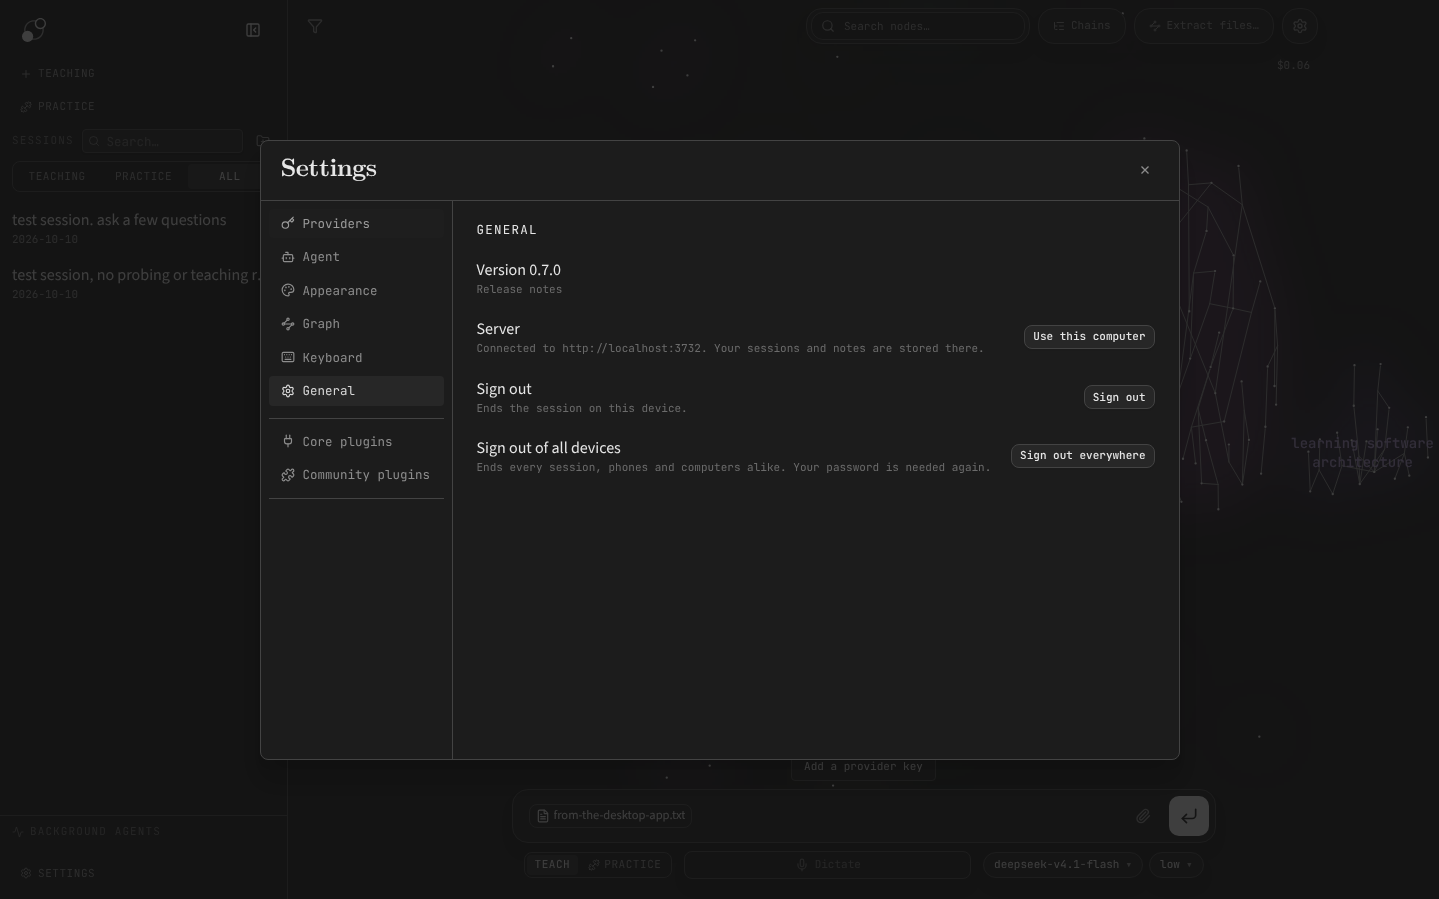 Search nodes…
Chains
Extract files…
$0.06
TEACHING
PRACTICE
SESSIONS
Search…
TEACHING
PRACTICE
ALL
test session. ask a few questions
2026-10-10
test session, no probing or teaching r…
2026-10-10
BACKGROUND AGENTS
SETTINGS
Settings
Providers
Agent
Appearance
Graph
Keyboard
General
Core plugins
Community plugins
GENERAL
Version 0.7.0
Release notes
Server
Connected to http://localhost:3732. Your sessions and notes are stored there.
Use this computer
Sign out
Ends the session on this device.
Sign out
Sign out of all devices
Ends every session, phones and computers alike. Your password is needed again.
Sign out everywhere
learning software
architecture
Add a provider key
from-the-desktop-app.txt
TEACH
PRACTICE
Dictate
deepseek-v4.1-flash
low